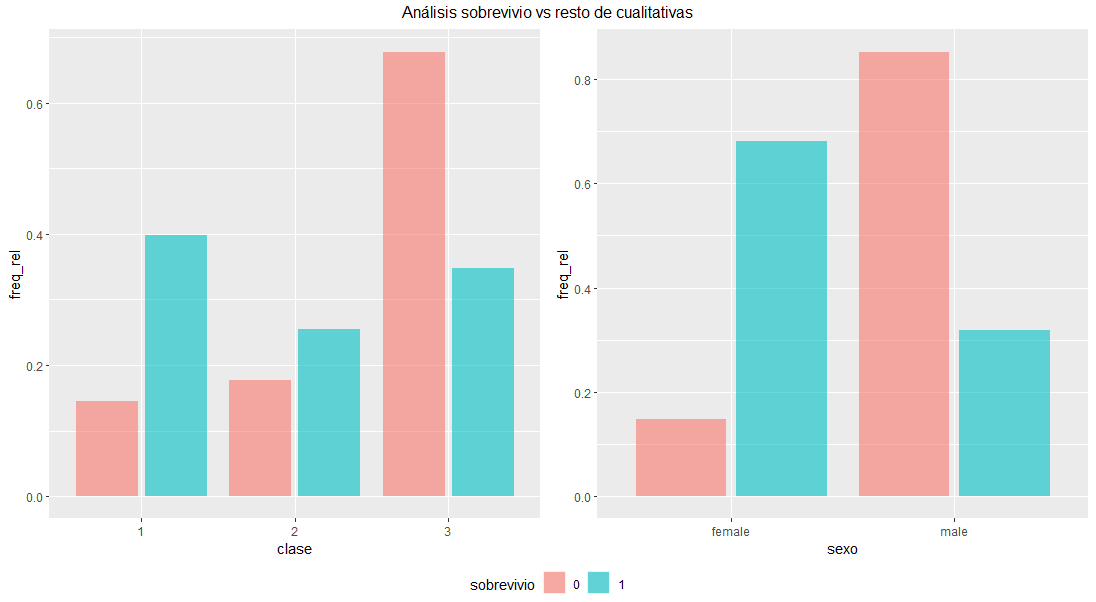 Análisis sobrevivio vs resto de cualitativas
freq_rel
0.6
0.4
0.2
0.0
1
2
3
clase
freq_rel
0.8
0.6
0.4
0.2
0.0
female
male
sexo
sobrevivio 0 1